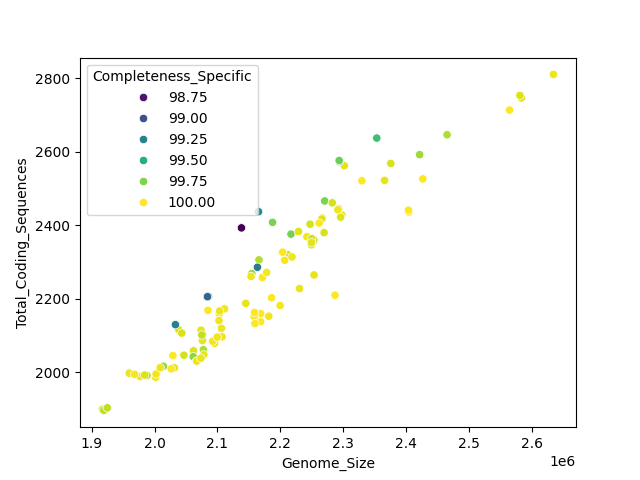 Completeness_Specific
98.75
99.00
99.25
99.50
99.75
100.00
Total_Coding_Sequences
2800
2600
2400
2200
2000
1.9 2.0 2.1 2.2 2.3 2.4 2.5 2.6
1e6
Genome_Size